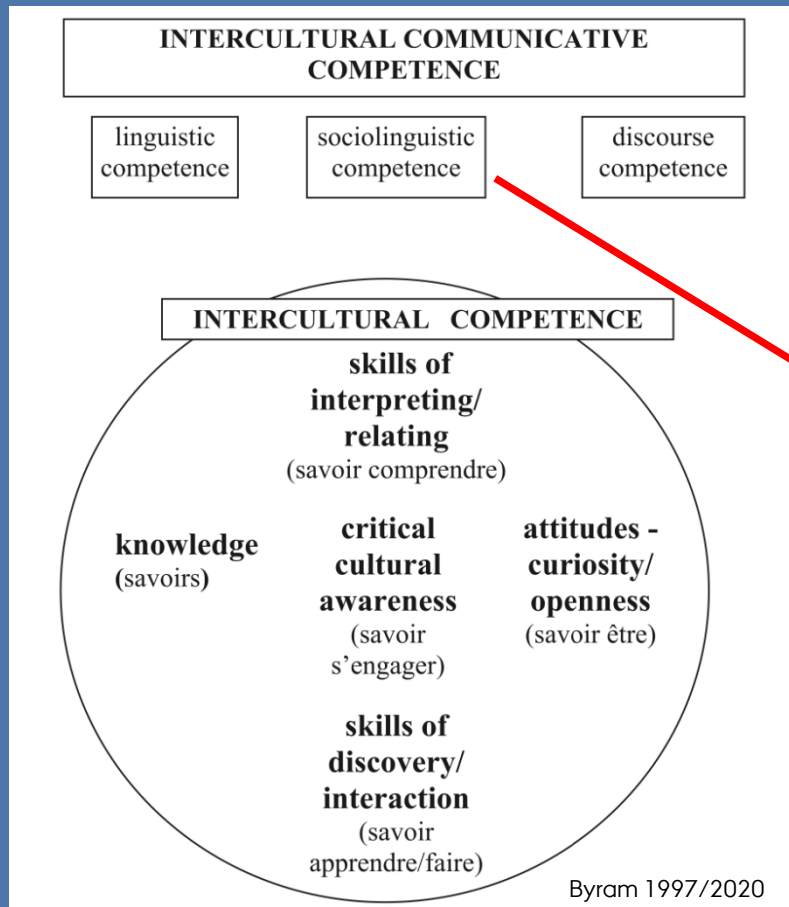 INTERCULTURAL COMMUNICATIVE
COMPETENCE
linguistic
competence
sociolinguistic
competence
discourse
competence
INTERCULTURAL COMPETENCE
skills of
interpreting/
relating
(savoir comprendre)
knowledge
(savoirs)
critical
cultural
awareness
(savoir
s’engager)
attitudes -
curiosity/
openness
(savoir être)
skills of
discovery/
interaction
(savoir
apprendre/faire)
Byram 1997/2020